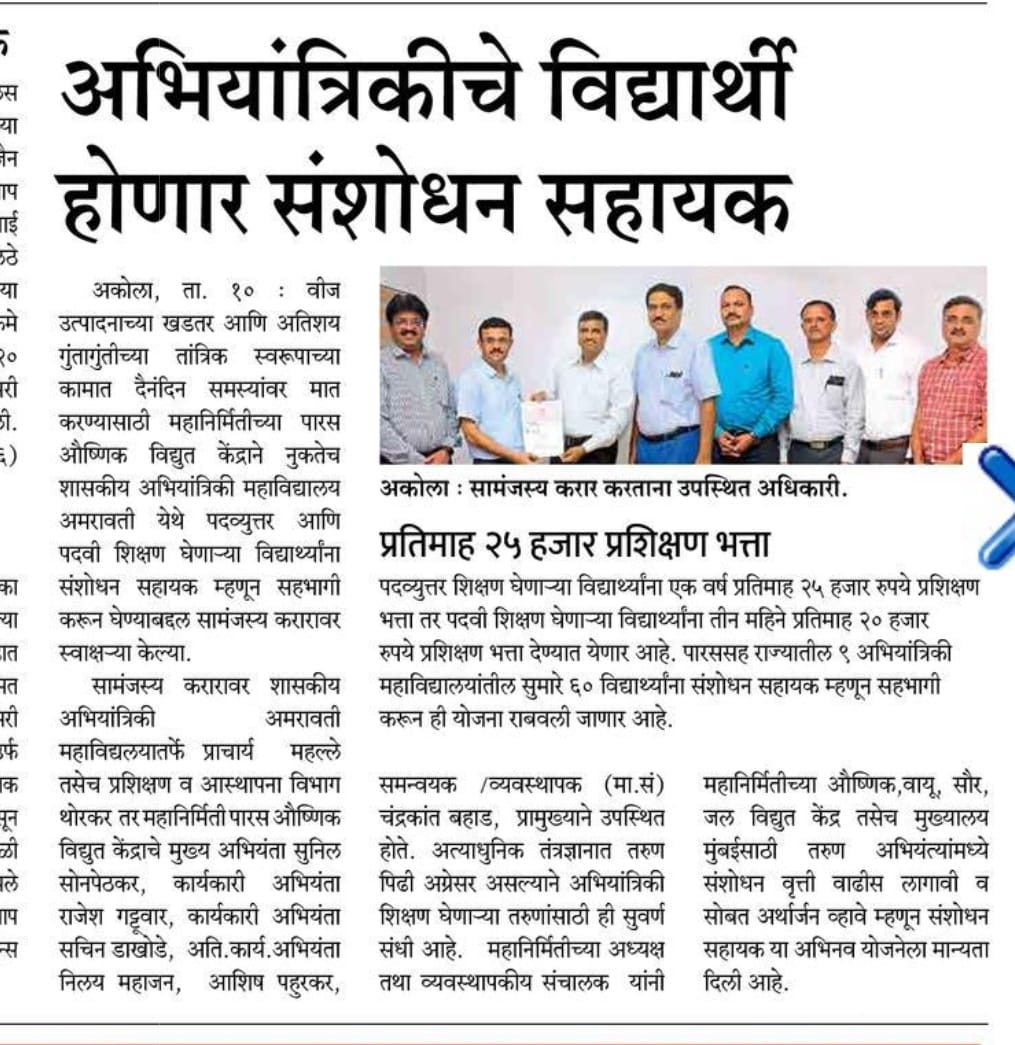 अभियांत्रिकीचे विद्यार्थी
होणार संशोधन सहायक
अकोला, ता. १० : वीज
उत्पादनाच्या खडतर आणि अतिशय
गुंतागुंतीच्या तांत्रिक स्वरूपाच्या
कामात दैनंदिन समस्यांवर मात
करण्यासाठी महानिर्मितीच्या पारस
औष्णिक विद्युत केंद्राने नुकतेच
शासकीय अभियांत्रिकी महाविद्यालय
अमरावती येथे पदव्युत्तर आणि
पदवी शिक्षण घेणाऱ्या विद्यार्थ्यांना
संशोधन सहायक म्हणून सहभागी
करून घेण्याबद्दल सामंजस्य करारावर
स्वाक्षऱ्या केल्या.
सामंजस्य करारावर शासकीय
अभियांत्रिकी अमरावती
महाविद्यलयातर्फे प्राचार्य महल्ले
तसेच प्रशिक्षण व आस्थापना विभाग
थोरकर तर महानिर्मिती पारस औष्णिक
विद्युत केंद्राचे मुख्य अभियंता सुनिल
सोनपेठकर, कार्यकारी अभियंता
राजेश गट्टूवार, कार्यकारी अभियंता
सचिन डाखोडे, अति.कार्य.अभियंता
निलय महाजन, आशिष पहुरकर,
अकोला : सामंजस्य करार करताना उपस्थित अधिकारी.
प्रतिमाह २५ हजार प्रशिक्षण भत्ता
पदव्युत्तर शिक्षण घेणाऱ्या विद्यार्थ्यांना एक वर्ष प्रतिमाह २५ हजार रुपये प्रशिक्षण
भत्ता तर पदवी शिक्षण घेणाऱ्या विद्यार्थ्यांना तीन महिने प्रतिमाह २० हजार
रुपये प्रशिक्षण भत्ता देण्यात येणार आहे. पारससह राज्यातील ९ अभियांत्रिकी
महाविद्यालयांतील सुमारे ६० विद्यार्थ्यांना संशोधन सहायक म्हणून सहभागी
करून ही योजना राबवली जाणार आहे.
समन्वयक /व्यवस्थापक (मा.सं)
चंद्रकांत बहाड, प्रामुख्याने उपस्थित
होते. अत्याधुनिक तंत्रज्ञानात तरुण
पिढी अग्रेसर असल्याने अभियांत्रिकी
शिक्षण घेणाऱ्या तरुणांसाठी ही सुवर्ण
संधी आहे. महानिर्मितीच्या अध्यक्ष
तथा व्यवस्थापकीय संचालक यांनी
महानिर्मितीच्या औष्णिक,वायू, सौर,
जल विद्युत केंद्र तसेच मुख्यालय
मुंबईसाठी तरुण अभियंत्यांमध्ये
संशोधन वृत्ती वाढीस लागावी व
सोबत अर्थार्जन व्हावे म्हणून संशोधन
सहायक या अभिनव योजनेला मान्यता
दिली आहे.